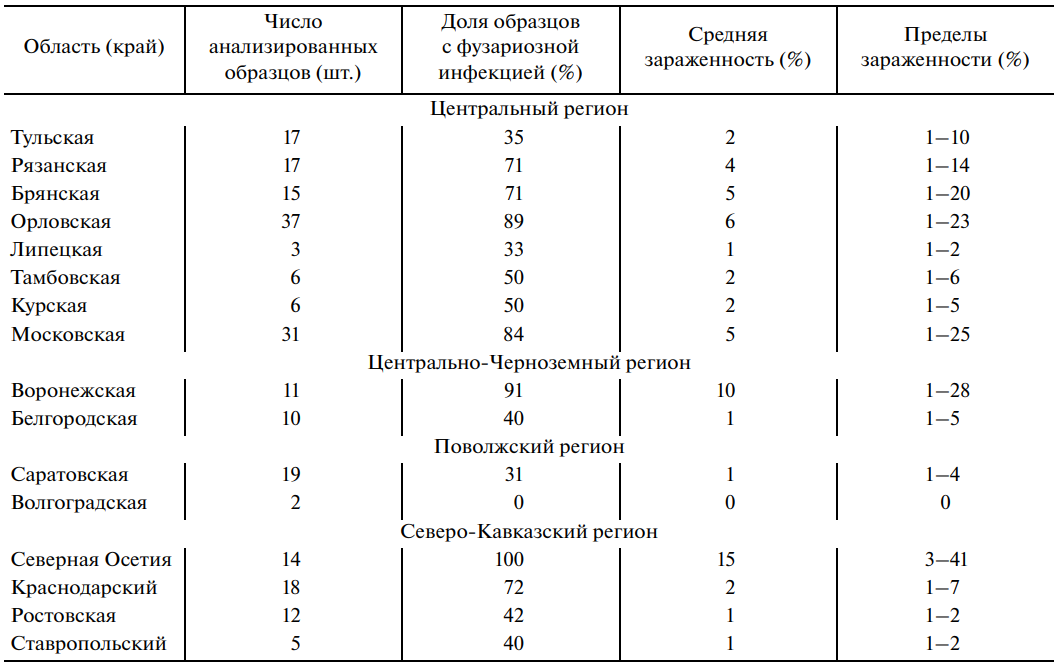 Область (край) Число анализированных образцов (шт.) Доля образцов с фузариозной инфекцией (%) Средняя зараженность (%) Пределы зараженности (%)
Центральный регион
Тульская 17 35 2 1–10
Рязанская 17 71 4 1–14
Брянская 15 71 5 1–20
Орловская 37 89 6 1–23
Липецкая 3 33 1 1–2
Тамбовская 6 50 2 1–6
Курская 6 50 2 1–5
Московская 31 84 5 1–25
Центрально-Черноземный регион
Воронежская 11 91 10 1–28
Белгородская 10 40 1 1–5
Поволжский регион
Саратовская 19 31 1 1–4
Волгоградская 2 0 0 0
Северо-Кавказский регион
Северная Осетия 14 100 15 3–41
Краснодарский 18 72 2 1–7
Ростовская 12 42 1 1–2
Ставропольский 5 40 1 1–2